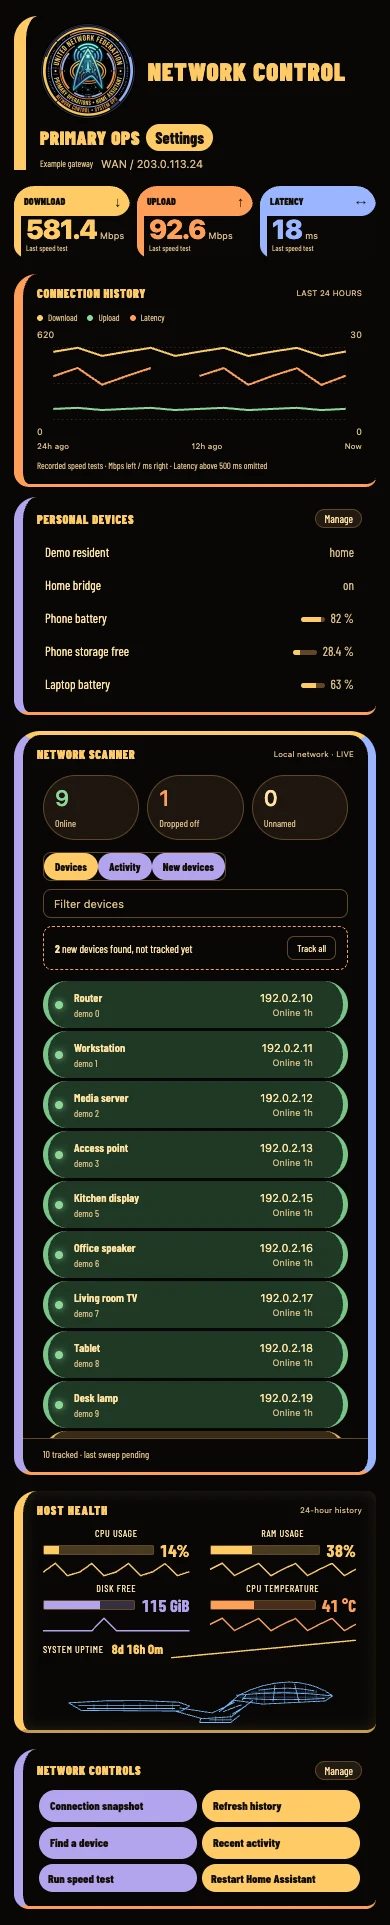 UNITED NETWORK FEDERATION
NETWORK CONTROL
PRIMARY OPS Settings
Example gateway WAN / 203.0.113.24
DOWNLOAD ↓ UPLOAD ↑ LATENCY ↔
581.4 Mbps 92.6 Mbps 18 ms
Last speed test Last speed test Last speed test
CONNECTION HISTORY LAST 24 HOURS
Download Upload Latency
620 30
0 0
24h ago 12h ago Now
Recorded speed tests · Mbps left / ms right · Latency above 500 ms omitted
PERSONAL DEVICES Manage
Demo resident home
Home bridge on
Phone battery 82 %
Phone storage free 28.4 %
Laptop battery 63 %
NETWORK SCANNER Local network · LIVE
9 1 0
Online Dropped off Unnamed
Devices Activity New devices
Filter devices
2 new devices found, not tracked yet Track all
Router 192.0.2.10
demo 0 Online 1h
Workstation 192.0.2.11
demo 1 Online 1h
Media server 192.0.2.12
demo 2 Online 1h
Access point 192.0.2.13
demo 3 Online 1h
Kitchen display 192.0.2.15
demo 5 Online 1h
Office speaker 192.0.2.16
demo 6 Online 1h
Living room TV 192.0.2.17
demo 7 Online 1h
Tablet 192.0.2.18
demo 8 Online 1h
Desk lamp 192.0.2.19
demo 9 Online 1h
10 tracked · last sweep pending
HOST HEALTH 24-hour history
CPU USAGE RAM USAGE
14% 38%
DISK FREE CPU TEMPERATURE
115 GiB 41 °C
SYSTEM UPTIME 8d 16h 0m
NETWORK CONTROLS Manage
Connection snapshot Refresh history
Find a device Recent activity
Run speed test Restart Home Assistant